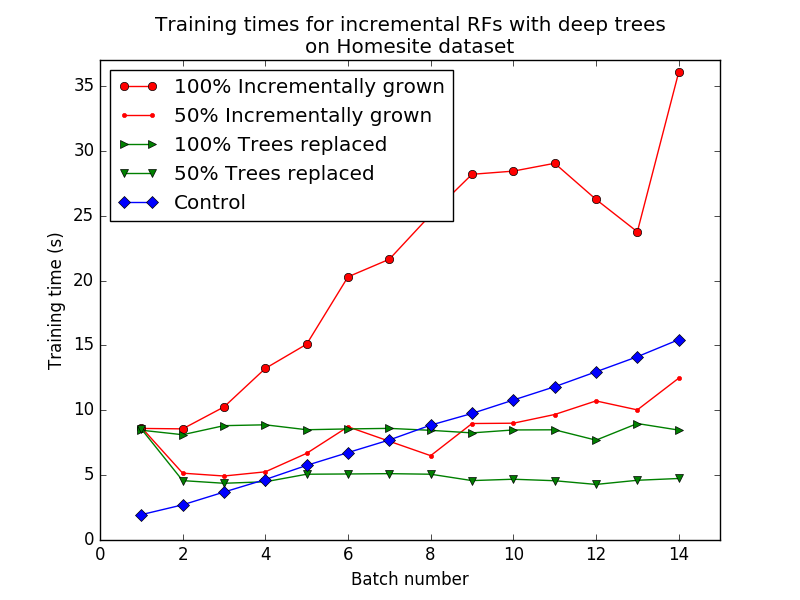 Training times for incremental RFs with deep trees
on Homesite dataset
100% Incrementally grown
50% Incrementally grown
100% Trees replaced
50% Trees replaced
Control
Training time (s)
35
30
25
20
15
10
5
0
0 2 4 6 8 10 12 14
Batch number